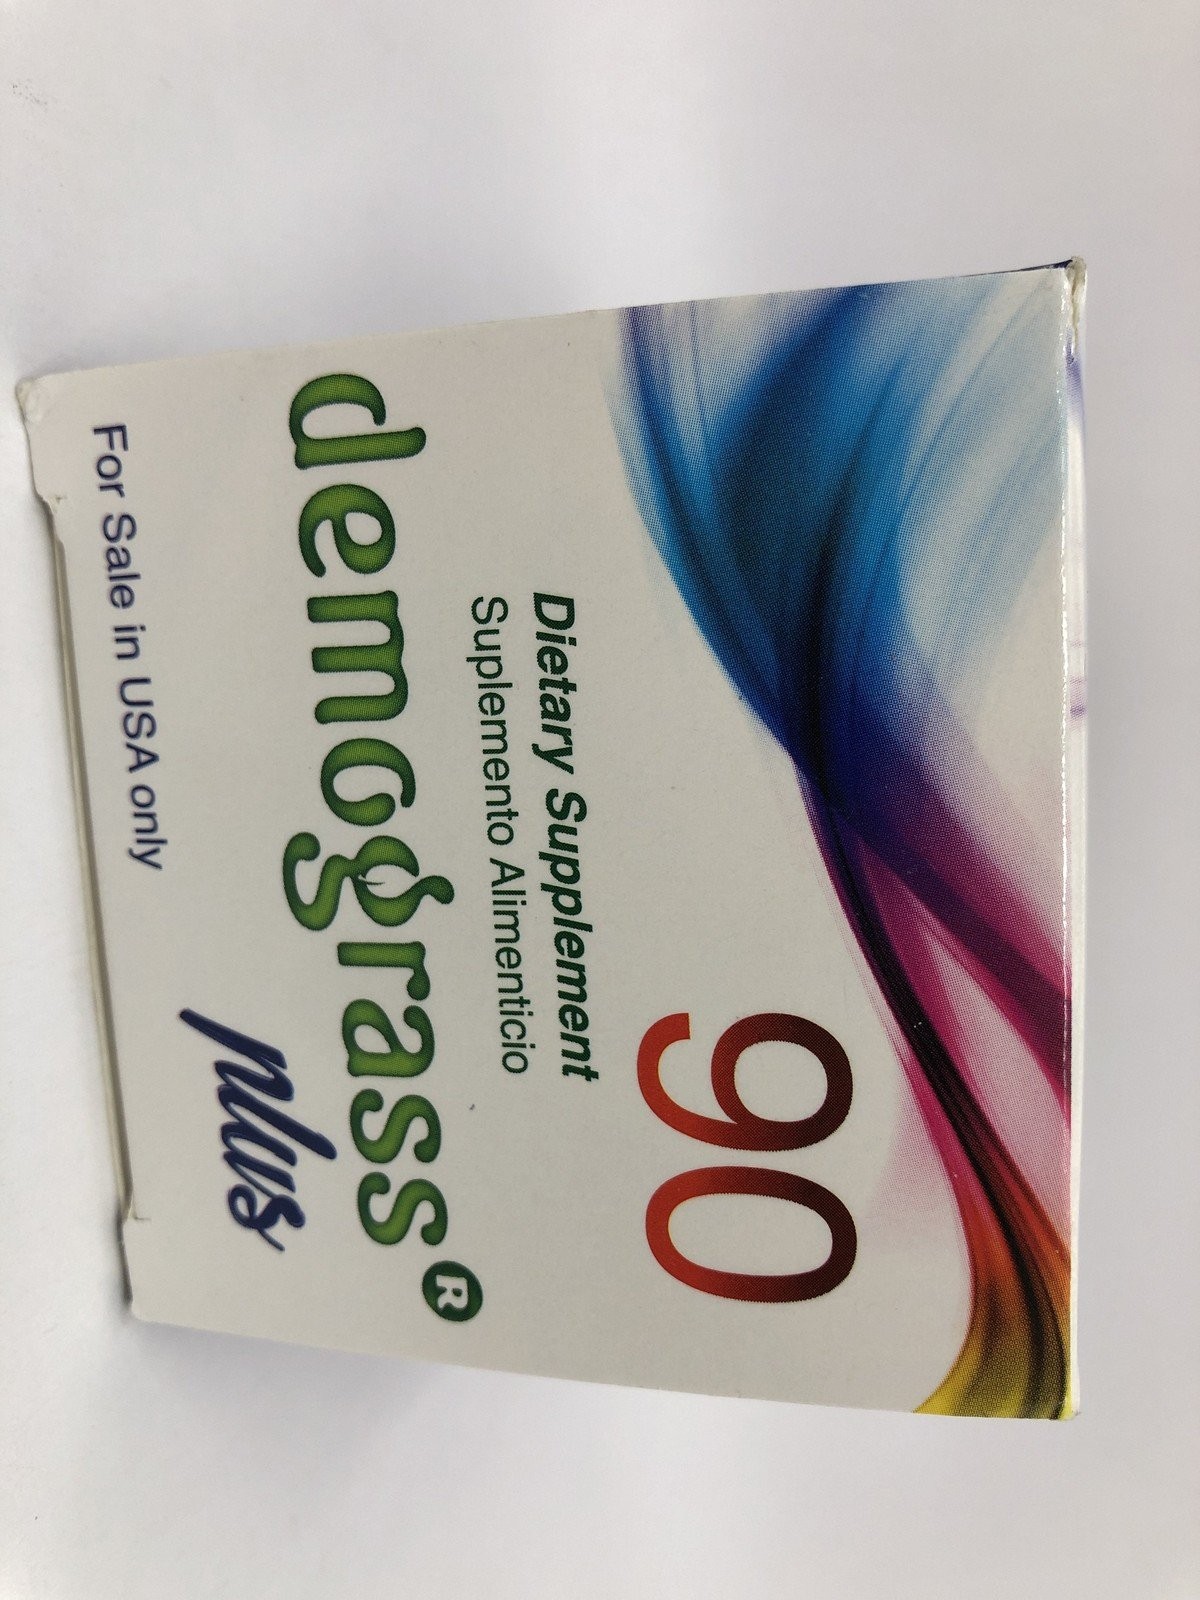 90
Dietary Supplement
Suplemento Alimenticio
demograss®
plus
For Sale in USA only